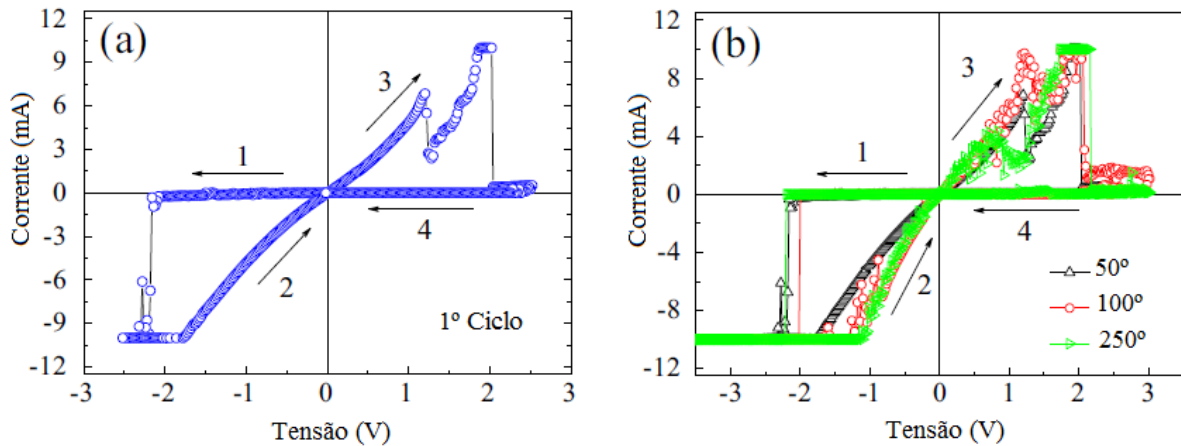 (a)
Corrente (mA)
12
9
6
3
0
-3
-6
-9
-12
1
2
3
4
1º Ciclo
-3 -2 -1 0 1 2 3
Tensão (V)
(b)
Corrente (mA)
12
8
4
0
-4
-8
-12
1
2
3
4
50º
100º
250º
-3 -2 -1 0 1 2 3
Tensão (V)